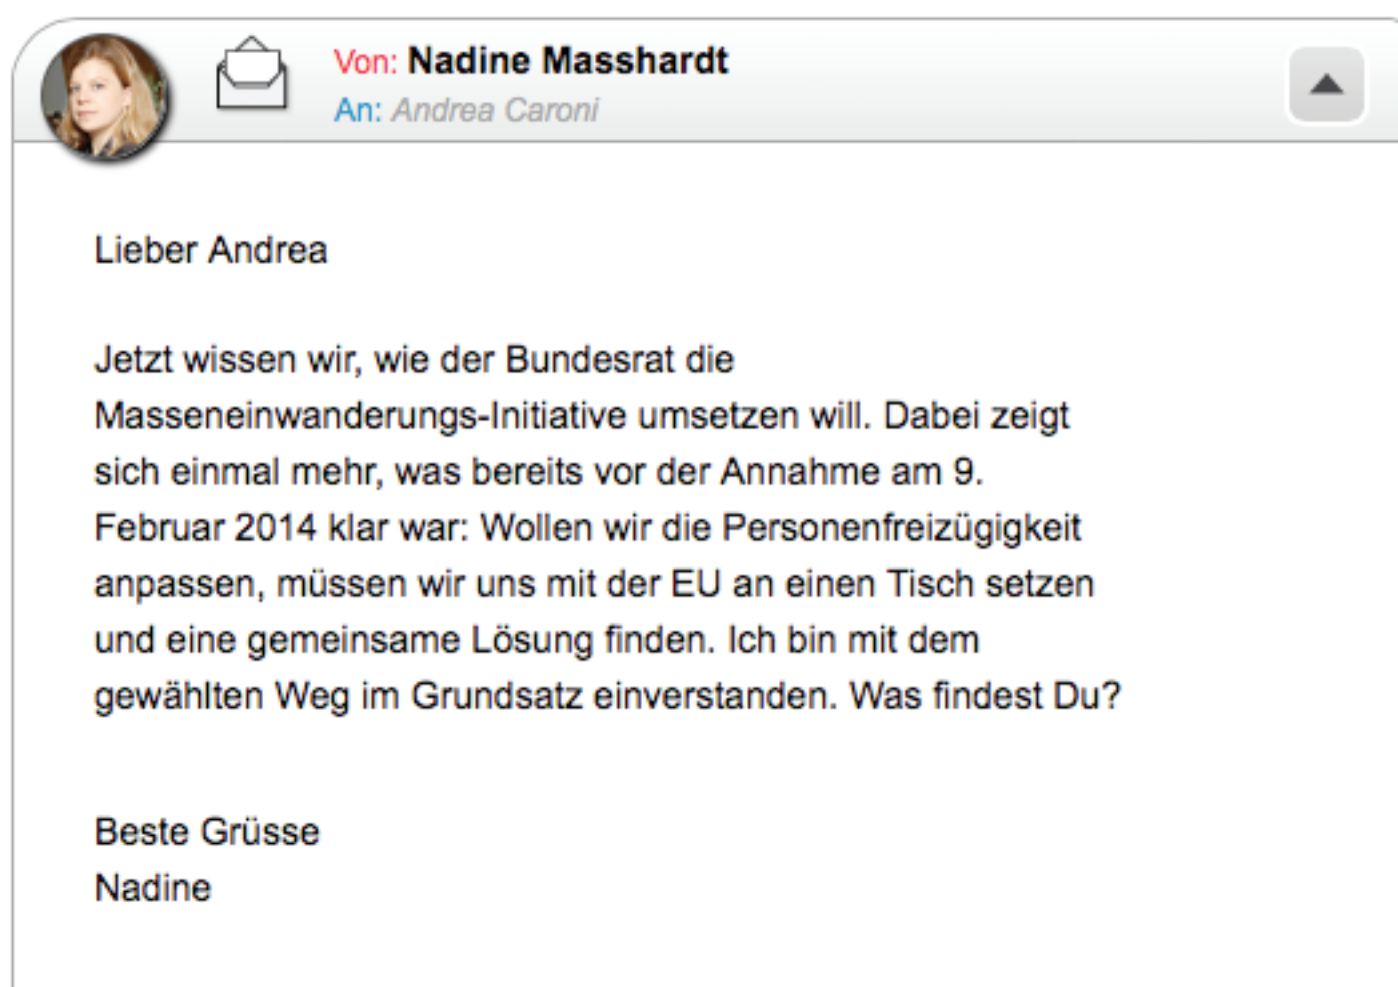 Von: Nadine Masshardt
An: Andrea Caroni
Lieber Andrea
Jetzt wissen wir, wie der Bundesrat die
Masseneinwanderungs-Initiative umsetzen will. Dabei zeigt
sich einmal mehr, was bereits vor der Annahme am 9.
Februar 2014 klar war: Wollen wir die Personenfreizügigkeit
anpassen, müssen wir uns mit der EU an einen Tisch setzen
und eine gemeinsame Lösung finden. Ich bin mit dem
gewählten Weg im Grundsatz einverstanden. Was findest Du?
Beste Grüsse
Nadine